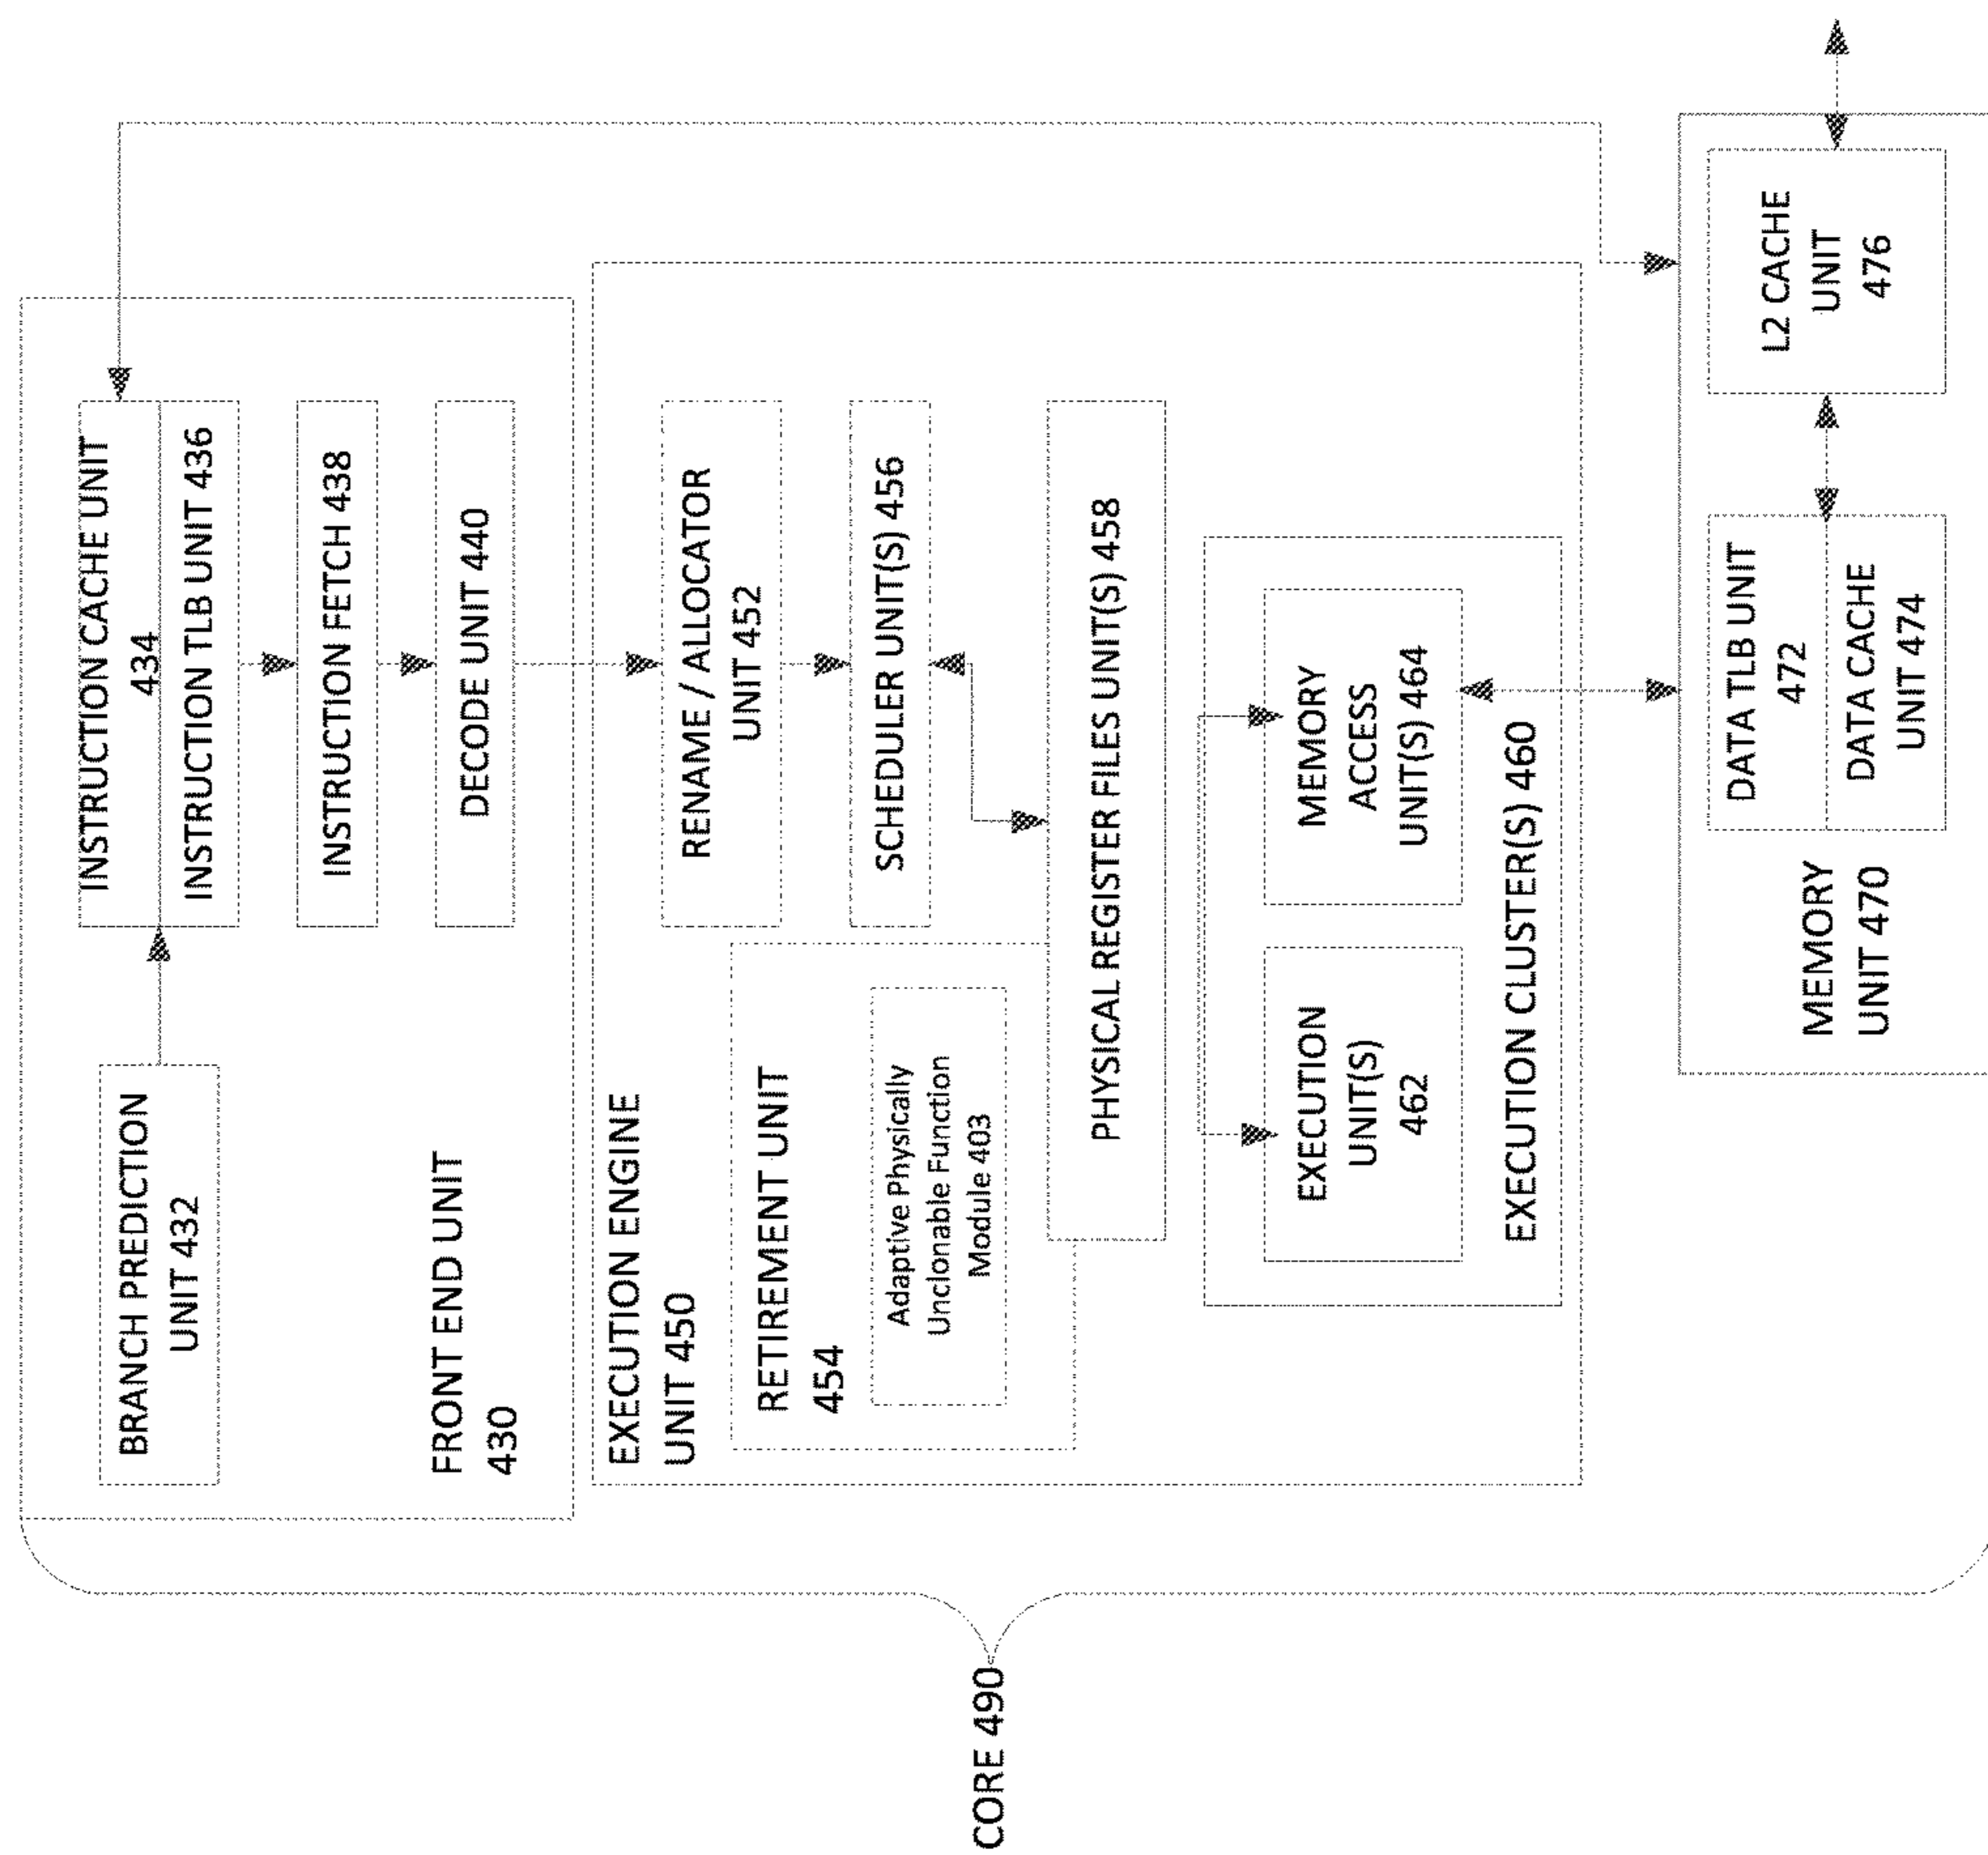 BRANCH PREDICTION
UNIT 432
INSTRUCTION CACHE UNIT
434
INSTRUCTION TLB UNIT 436
INSTRUCTION FETCH 438
DECODE UNIT 440
FRONT END UNIT
430
EXECUTION ENGINE
UNIT 450
RENAME / ALLOCATOR
UNIT 452
RETIREMENT UNIT
454
Adaptive Physically
Unclonable Function
Module 403
SCHEDULER UNIT(S) 456
PHYSICAL REGISTER FILES UNIT(S) 458
EXECUTION
UNIT(S)
462
MEMORY
ACCESS
UNIT(S) 464
EXECUTION CLUSTER(S) 460
MEMORY
UNIT 470
DATA TLB UNIT
472
DATA CACHE
UNIT 474
L2 CACHE
UNIT
476
CORE 490